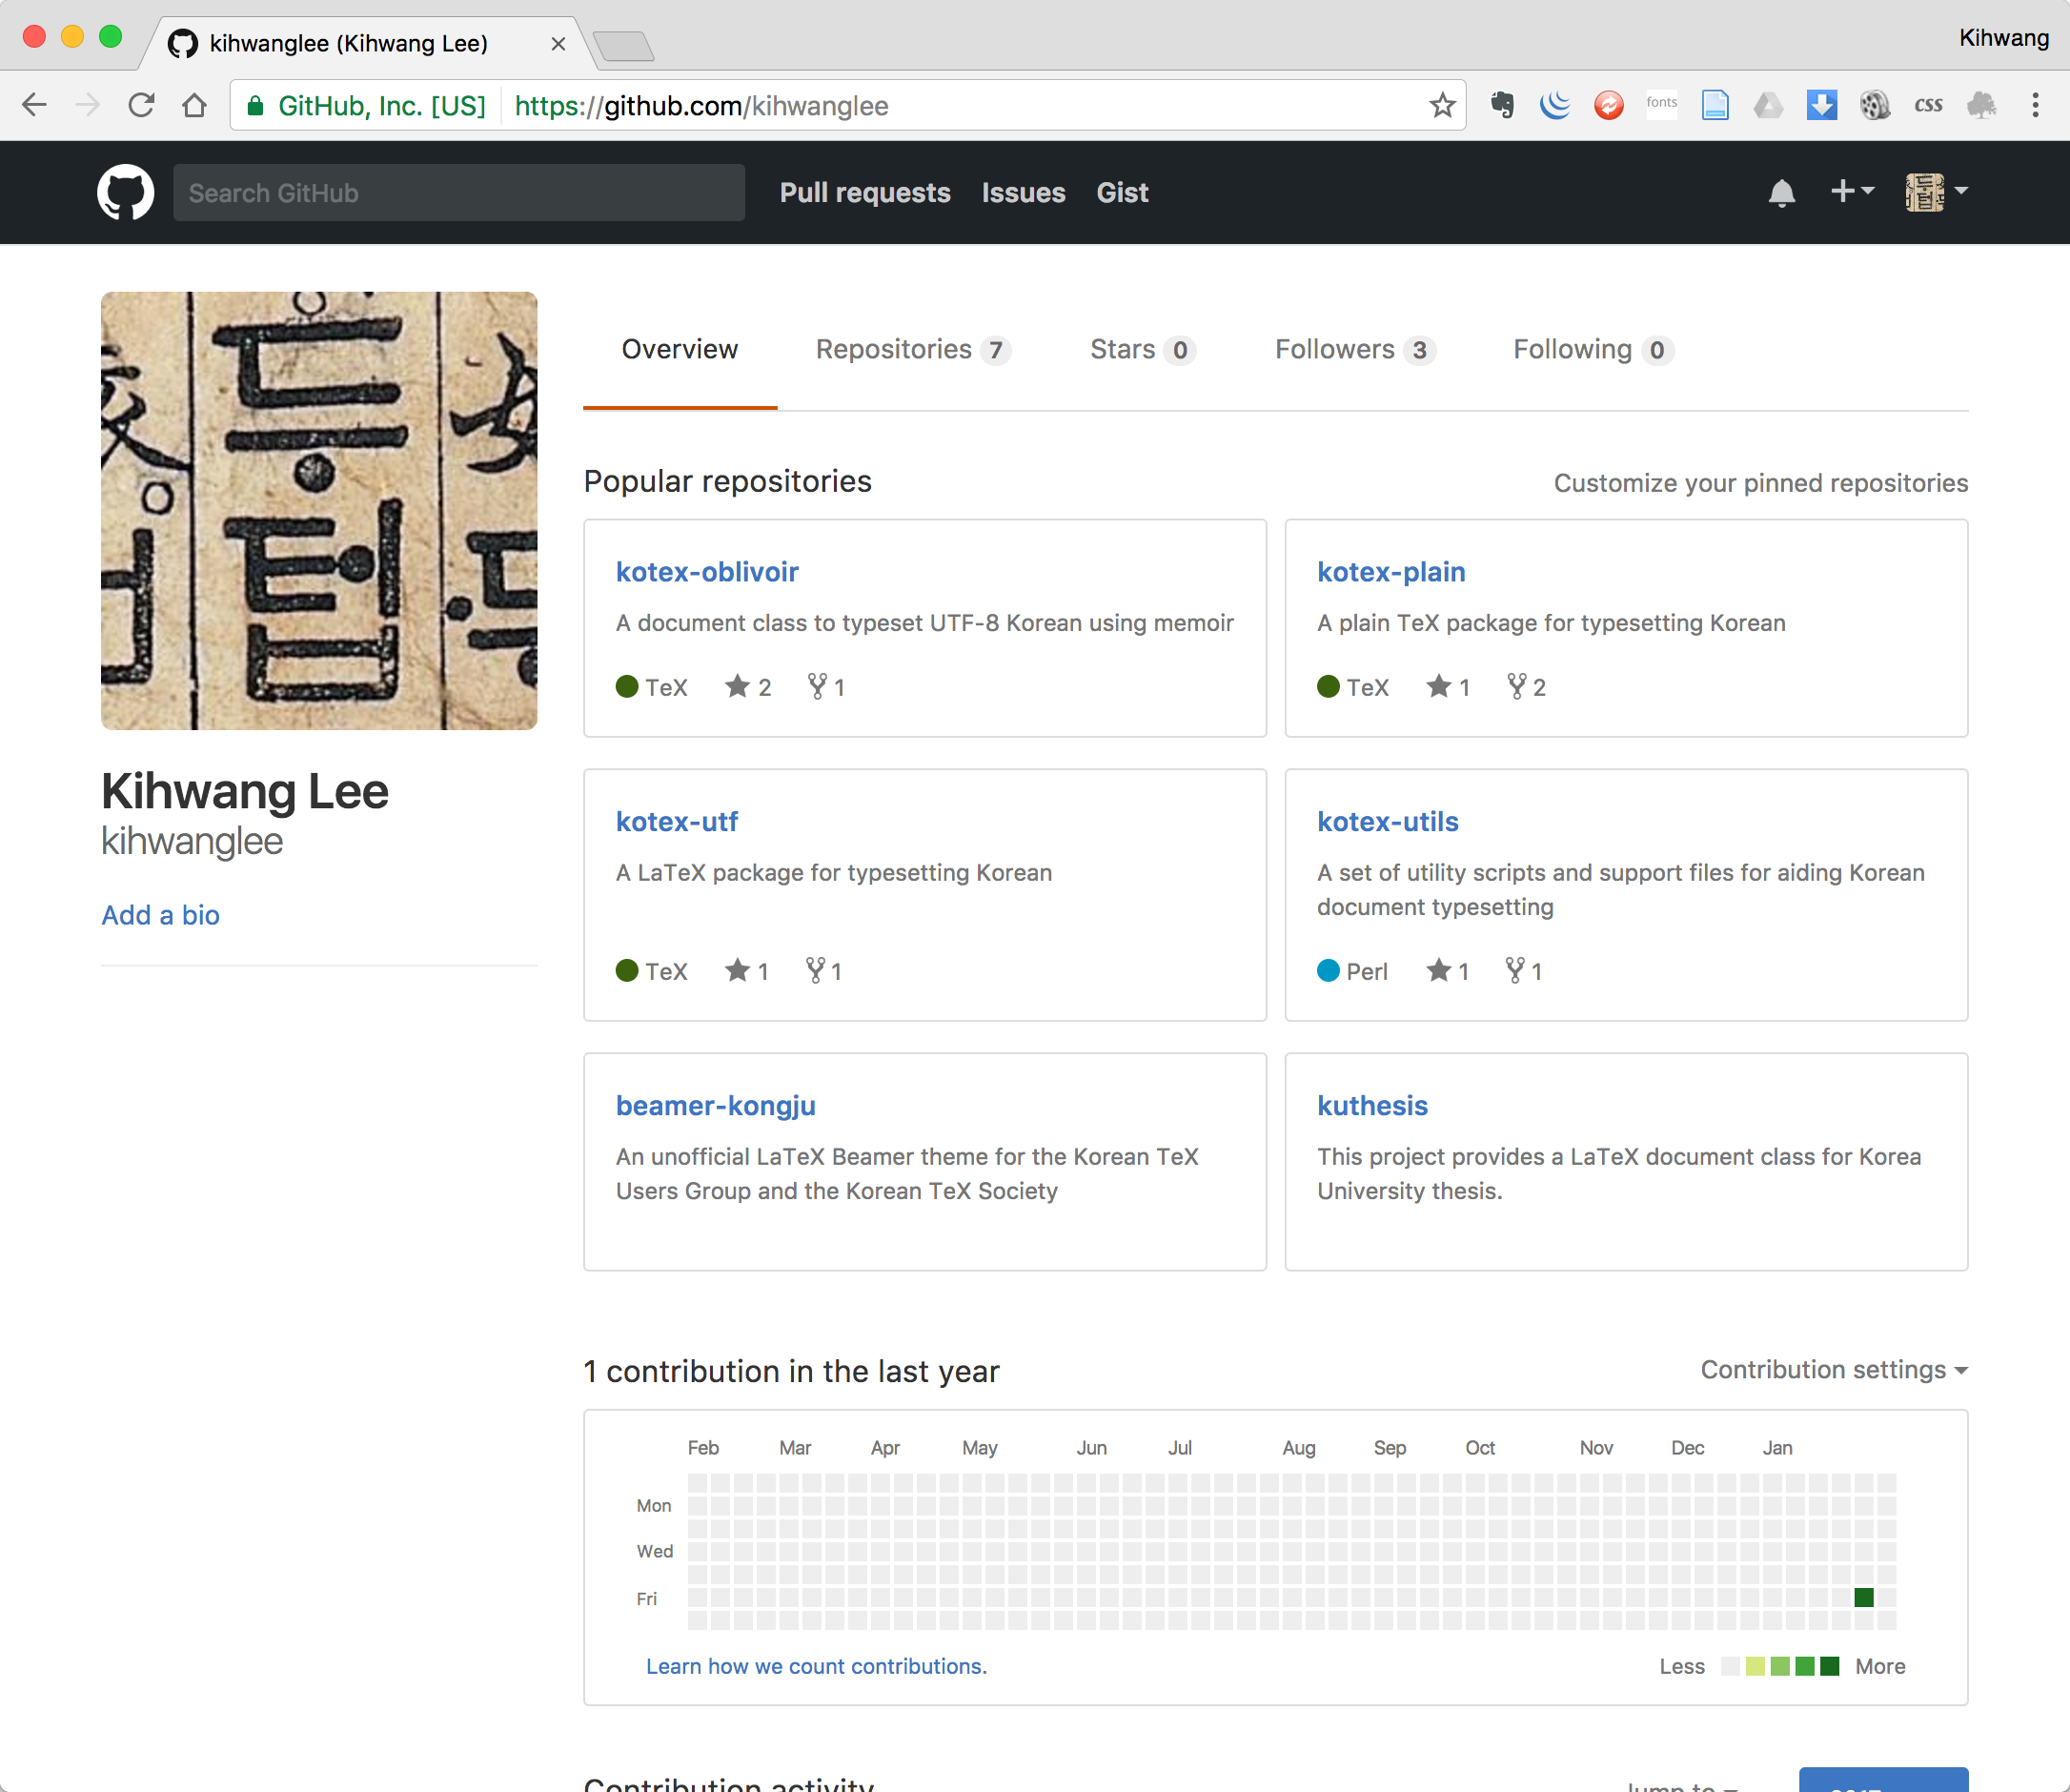 kihwanglee (Kihwang Lee)
Kihwang
GitHub, Inc. [US] https://github.com/kihwanglee
fonts
css
Search GitHub
Pull requests Issues Gist
Overview Repositories 7 Stars 0 Followers 3 Following 0
Kihwang Lee
kihwanglee
Add a bio
Popular repositories
Customize your pinned repositories
kotex-oblivoir
A document class to typeset UTF-8 Korean using memoir
TeX 2 1
kotex-plain
A plain TeX package for typesetting Korean
TeX 1 2
kotex-utf
A LaTeX package for typesetting Korean
TeX 1 1
kotex-utils
A set of utility scripts and support files for aiding Korean
document typesetting
Perl 1 1
beamer-kongju
An unofficial LaTeX Beamer theme for the Korean TeX
Users Group and the Korean TeX Society
kuthesis
This project provides a LaTeX document class for Korea
University thesis.
1 contribution in the last year
Contribution settings
Feb Mar Apr May Jun Jul Aug Sep Oct Nov Dec Jan
Mon
Wed
Fri
Learn how we count contributions.
Less More
Contribution activity
Jump to